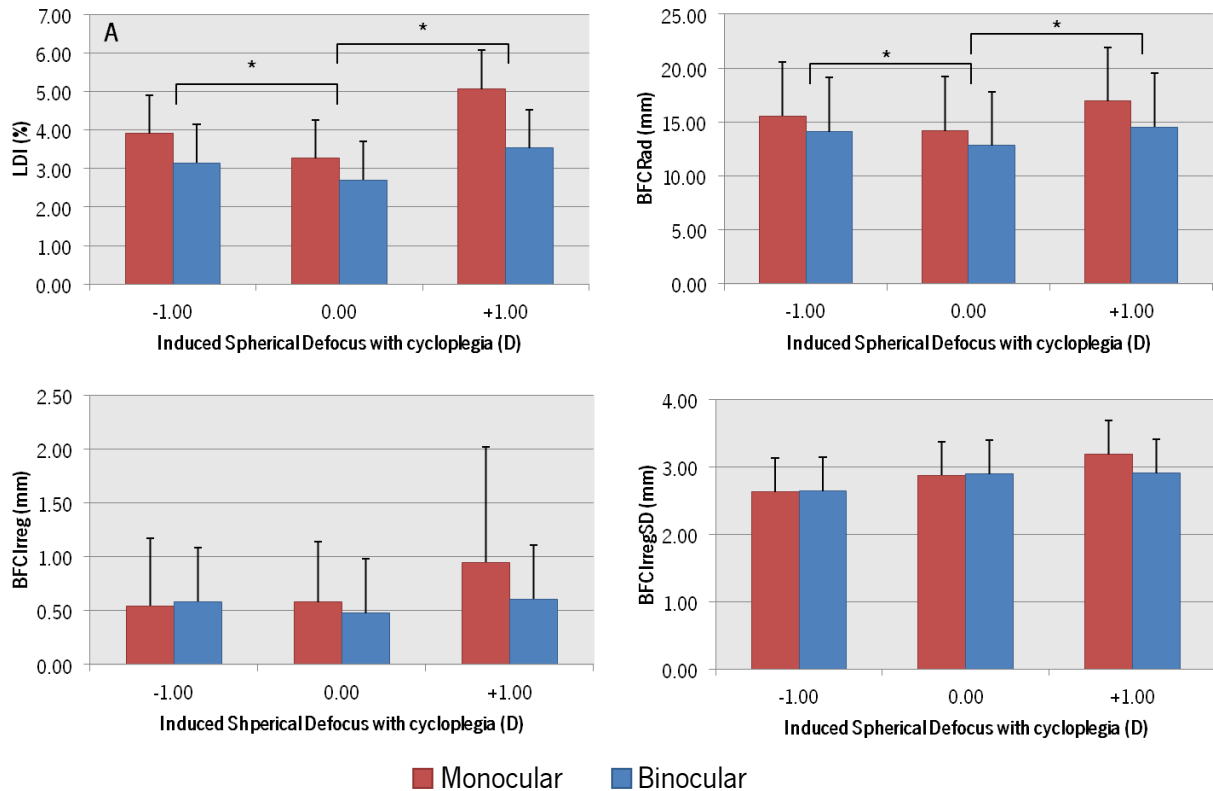 A
7.00
6.00
5.00
4.00
3.00
2.00
1.00
0.00
LDI (%)
*
*
-1.00 0.00 +1.00
Induced Spherical Defocus with cycloplegia (D)
25.00
20.00
15.00
10.00
5.00
0.00
BFCRad (mm)
*
*
-1.00 0.00 +1.00
Induced Spherical Defocus with cycloplegia (D)
2.50
2.00
1.50
1.00
0.50
0.00
BFCIrreg (mm)
-1.00 0.00 +1.00
Induced Shperical Defocus with cycloplegia (D)
4.00
3.00
2.00
1.00
0.00
BFCIrregSD (mm)
-1.00 0.00 +1.00
Induced Spherical Defocus with cycloplegia (D)
Monocular Binocular